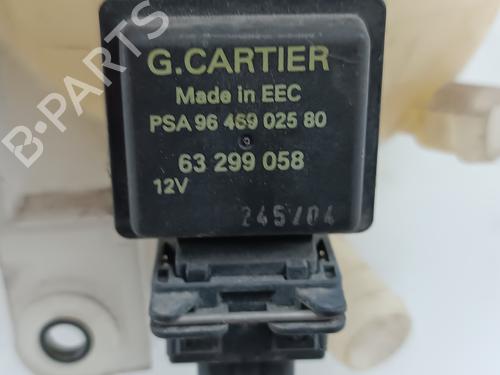 G.CARTIER
Made in EEC
PSA 96 469 025 80
63 299 058
12V
245/04
B-PARTS